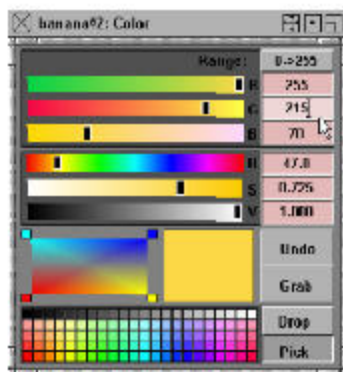 banana#2: Color
Range: 0->255
R 255
G 215
B 70
H 47.0
S 0.725
V 1.000
Undo
Grab
Drop
Pick